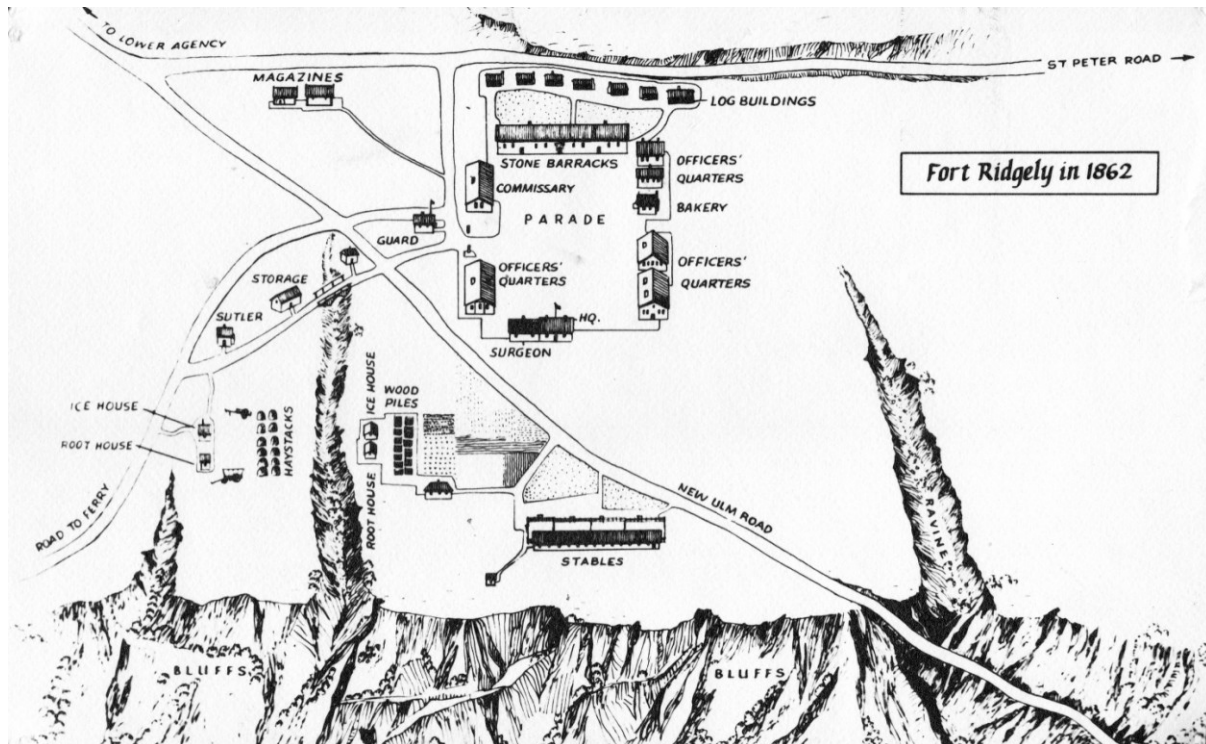 TO LOWER AGENCY
ST PETER ROAD
MAGAZINES
LOG BUILDINGS
STONE BARRACKS
OFFICERS'
QUARTERS
Fort Ridgely in 1862
COMMISSARY
BAKERY
PARADE
GUARD
OFFICERS'
QUARTERS
OFFICERS'
QUARTERS
STORAGE
SUTLER
HQ.
SURGEON
ICE HOUSE
WOOD
PILES
ICE HOUSE
ROOT HOUSE
HAYSTACKS
ROOT HOUSE
NEW ULM ROAD
RAVINE
ROAD TO FERRY
STABLES
BLUFFS
BLUFFS